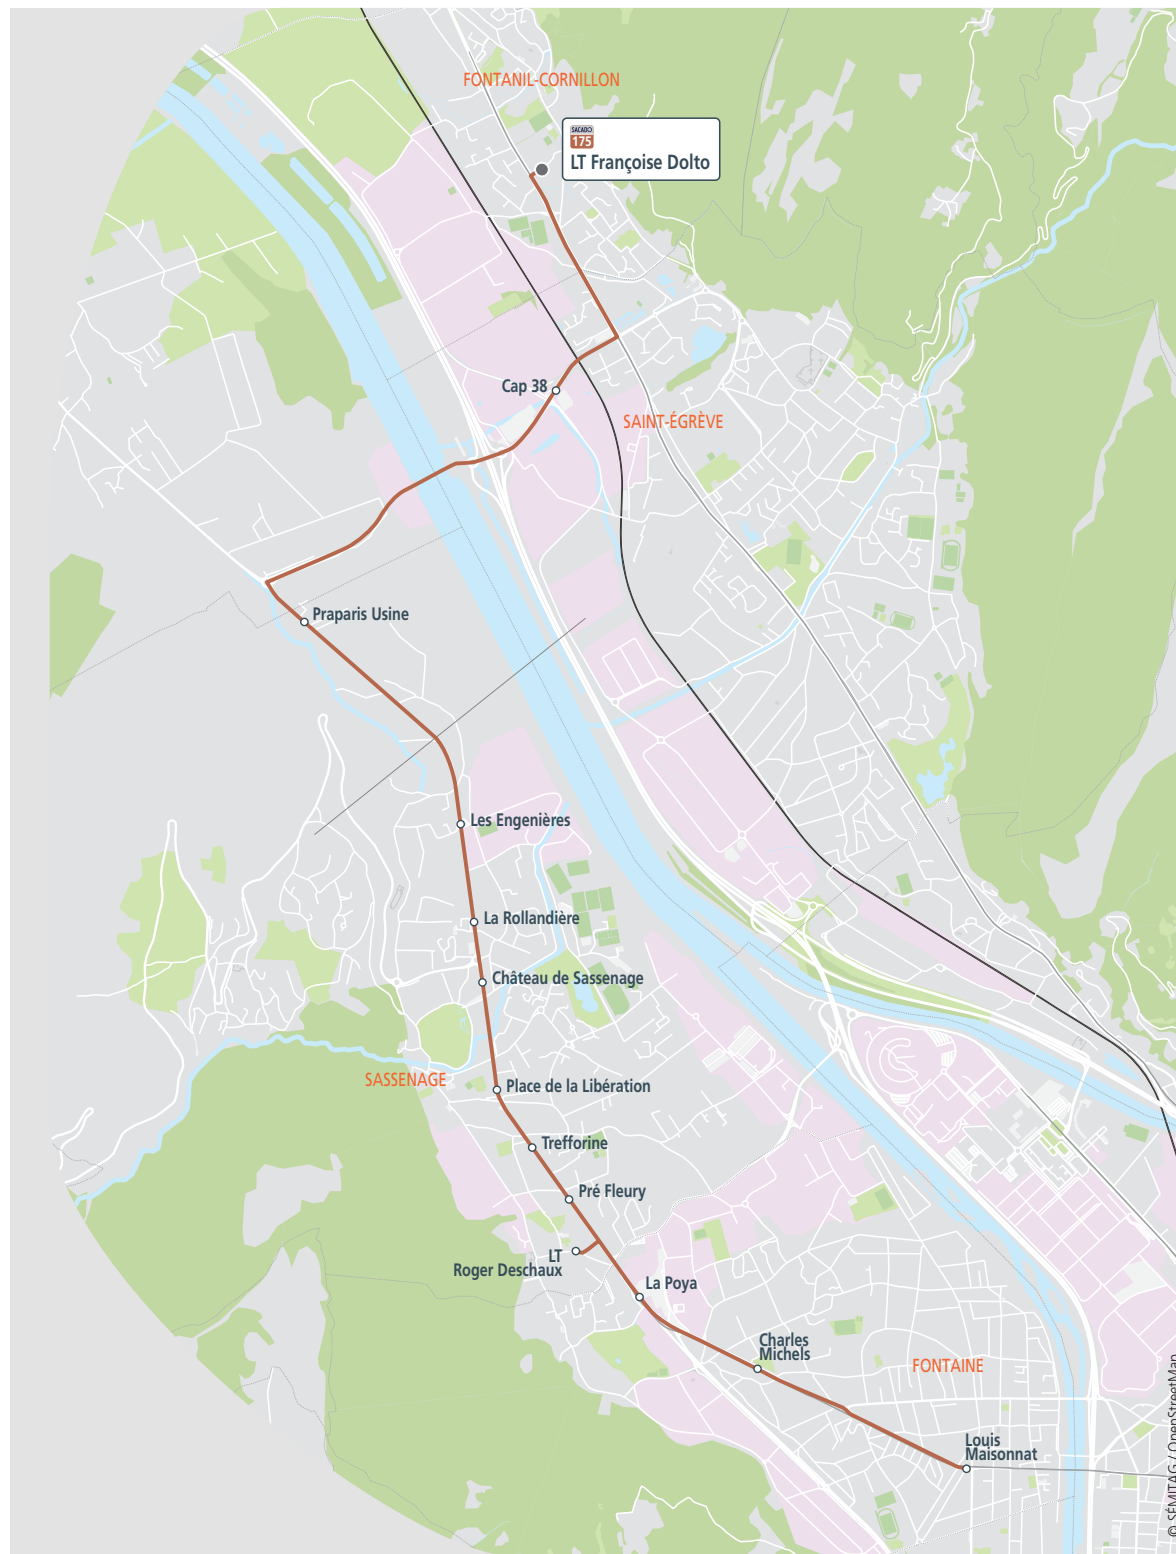 FONTANIL-CORNILLON
SACADO
175
LT Françoise Dolto
Cap 38
SAINT-ÉGRÈVE
Praparis Usine
Les Engenières
La Rollandière
Château de Sassenage
SASSENAGE
Place de la Libération
Trefforine
Pré Fleury
LT
Roger Deschaux
La Poya
Charles
Michels
FONTAINE
Louis
Maisonnat
© SÉMITAG / OpenStreetMap